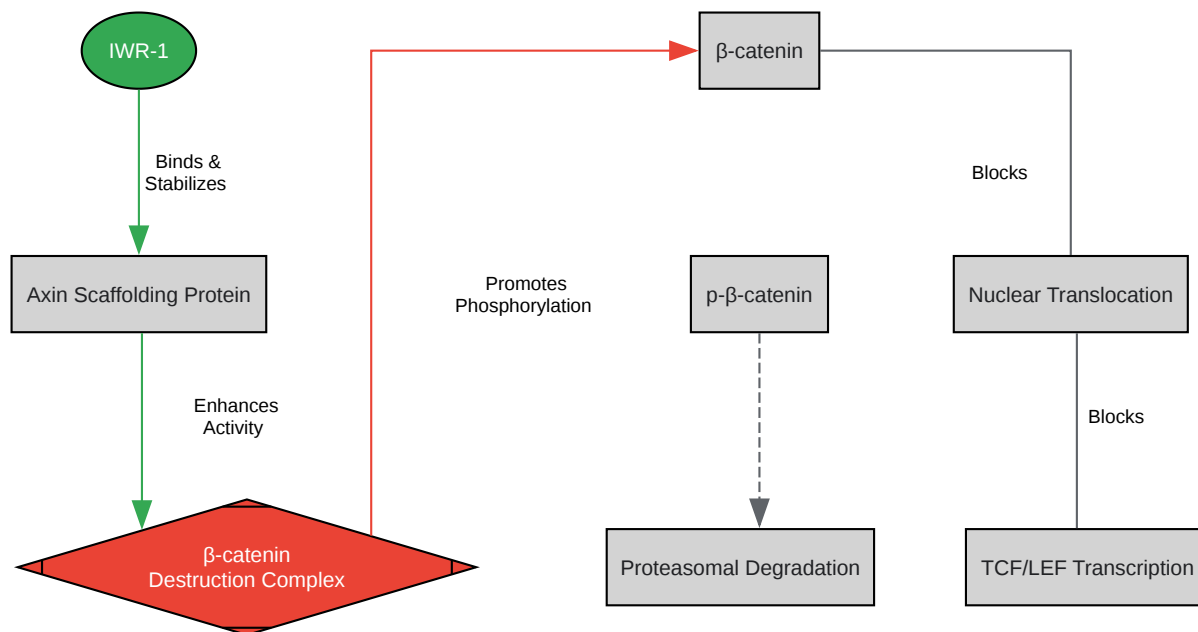 IWR-1
β-catenin
Binds &
Stabilizes
Blocks
Axin Scaffolding Protein
Promotes
Phosphorylation
p-β-catenin
Nuclear Translocation
Enhances
Activity
Blocks
β-catenin
Destruction Complex
Proteasomal Degradation
TCF/LEF Transcription